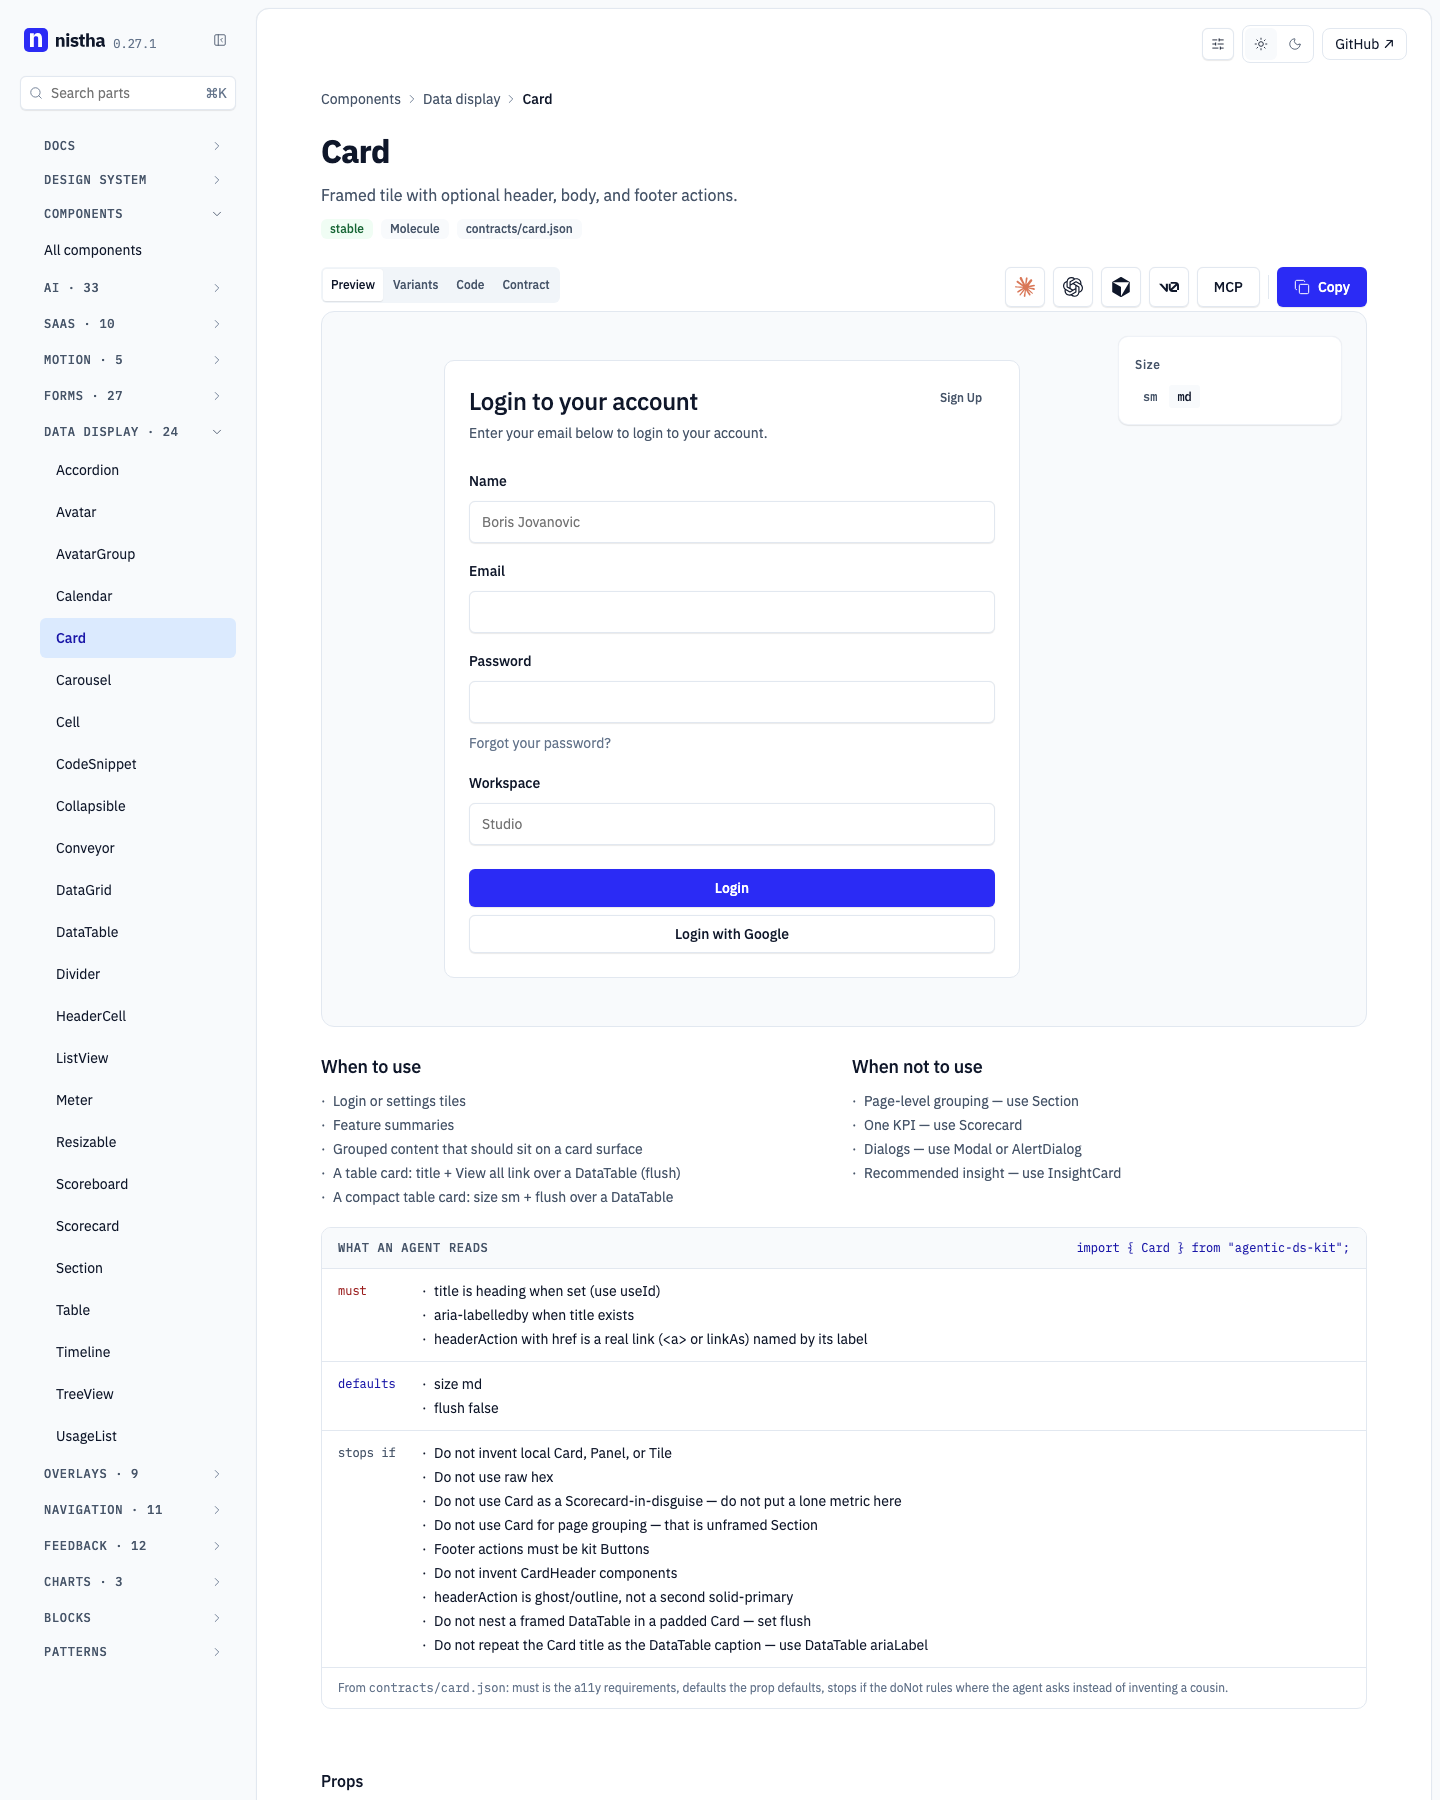 nistha 0.27.1
Search parts ⌘K
DOCS
DESIGN SYSTEM
COMPONENTS
All components
AI · 33
SAAS · 10
MOTION · 5
FORMS · 27
DATA DISPLAY · 24
Accordion
Avatar
AvatarGroup
Calendar
Card
Carousel
Cell
CodeSnippet
Collapsible
Conveyor
DataGrid
DataTable
Divider
HeaderCell
ListView
Meter
Resizable
Scoreboard
Scorecard
Section
Table
Timeline
TreeView
UsageList
OVERLAYS · 9
NAVIGATION · 11
FEEDBACK · 12
CHARTS · 3
BLOCKS
PATTERNS
GitHub ↗
Components > Data display > Card
Card
Framed tile with optional header, body, and footer actions.
stable Molecule contracts/card.json
Preview Variants Code Contract
v0 MCP Copy
Size
sm md
Login to your account Sign Up
Enter your email below to login to your account.
Name
Boris Jovanovic
Email
Password
Forgot your password?
Workspace
Studio
Login
Login with Google
When to use
· Login or settings tiles
· Feature summaries
· Grouped content that should sit on a card surface
· A table card: title + View all link over a DataTable (flush)
· A compact table card: size sm + flush over a DataTable
When not to use
· Page-level grouping — use Section
· One KPI — use Scorecard
· Dialogs — use Modal or AlertDialog
· Recommended insight — use InsightCard
WHAT AN AGENT READS import { Card } from "agentic-ds-kit";
must
· title is heading when set (use useId)
· aria-labelledby when title exists
· headerAction with href is a real link (<a> or linkAs) named by its label
defaults
· size md
· flush false
stops if
· Do not invent local Card, Panel, or Tile
· Do not use raw hex
· Do not use Card as a Scorecard-in-disguise — do not put a lone metric here
· Do not use Card for page grouping — that is unframed Section
· Footer actions must be kit Buttons
· Do not invent CardHeader components
· headerAction is ghost/outline, not a second solid-primary
· Do not nest a framed DataTable in a padded Card — set flush
· Do not repeat the Card title as the DataTable caption — use DataTable ariaLabel
From contracts/card.json: must is the a11y requirements, defaults the prop defaults, stops if the doNot rules where the agent asks instead of inventing a cousin.
Props